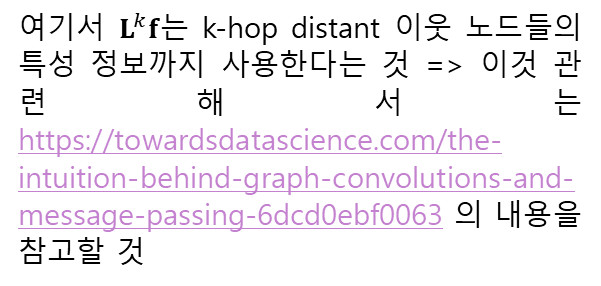 여기서 𝐋ᵏ𝐟는 k-hop distant 이웃 노드들의
특성 정보까지 사용한다는 것 => 이것 관
련 해 서 는
https://towardsdatascience.com/the-
intuition-behind-graph-convolutions-and-
message-passing-6dcd0ebf0063 의 내용을
참고할 것